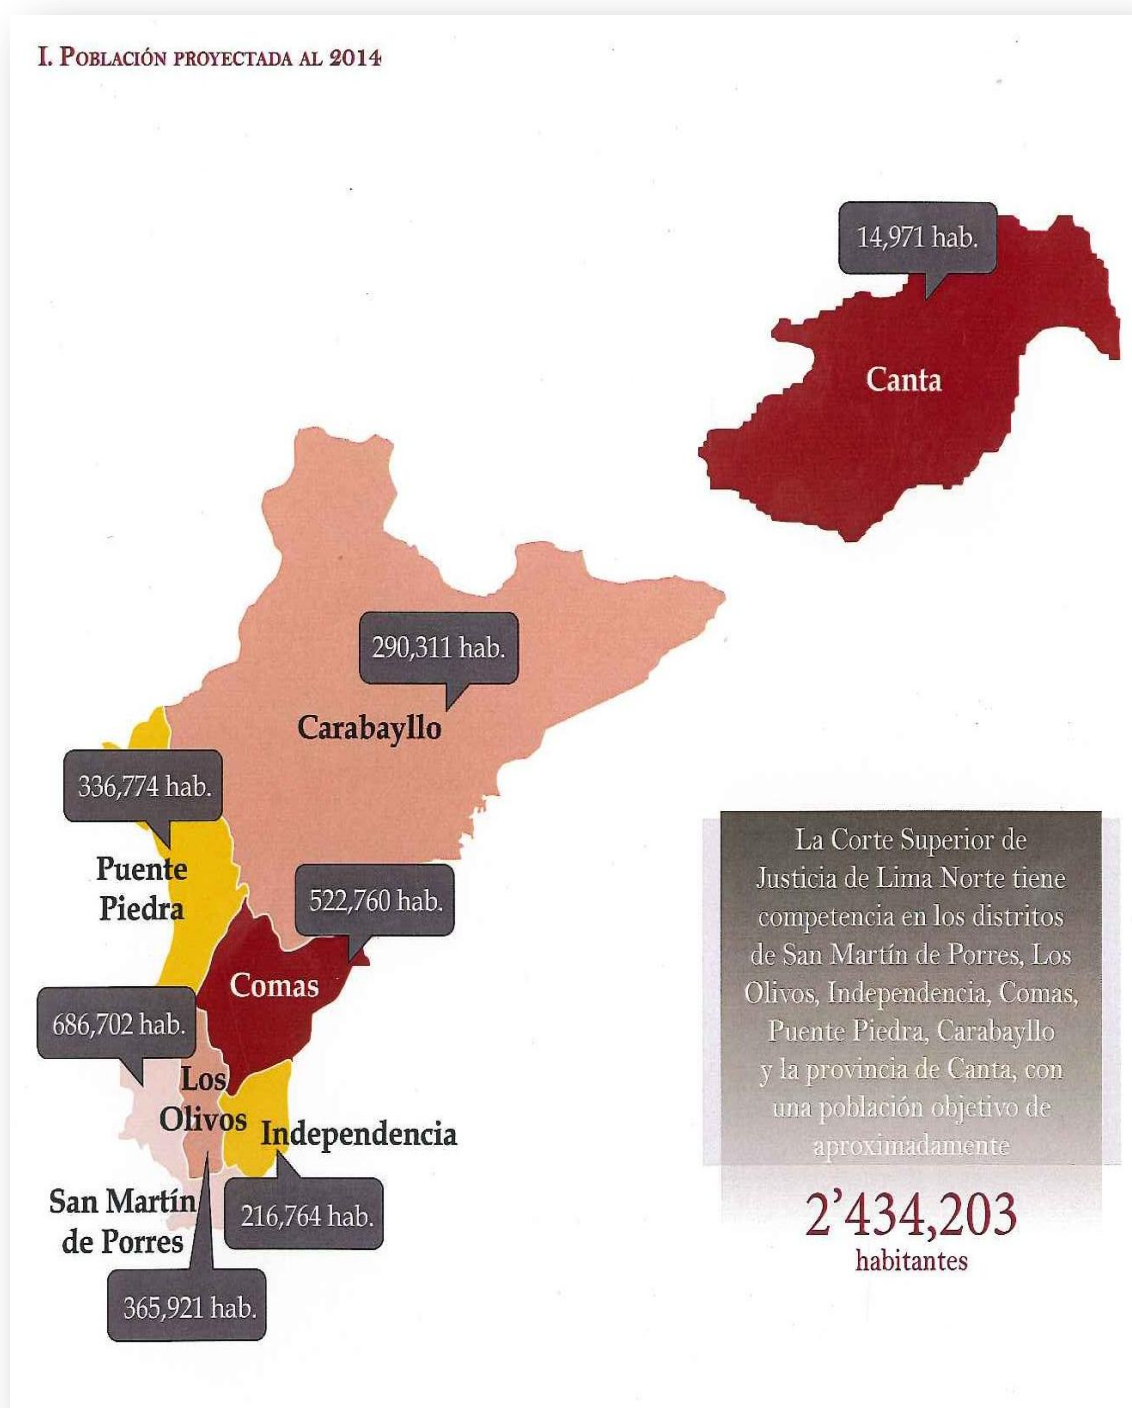 I. POBLACIÓN PROYECTADA AL 2014
14,971 hab.
Canta
290,311 hab.
Carabayllo
336,774 hab.
Puente
Piedra
522,760 hab.
Comas
686,702 hab.
Los
Olivos
Independencia
San Martín
de Porres
216,764 hab.
365,921 hab.
La Corte Superior de
Justicia de Lima Norte tiene
competencia en los distritos
de San Martín de Porres, Los
Olivos, Independencia, Comas,
Puente Piedra, Carabayllo
y la provincia de Canta, con
una población objetivo de
aproximadamente
2’434,203
habitantes